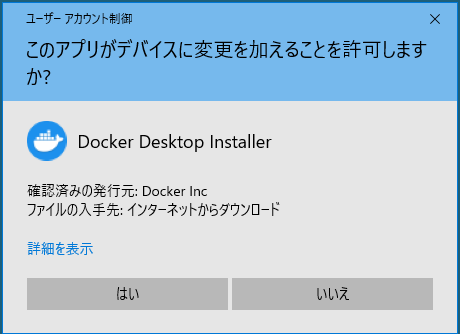 ユーザー アカウント制御
このアプリがデバイスに変更を加えることを許可します
か?
Docker Desktop Installer
確認済みの発行元: Docker Inc
ファイルの入手先: インターネットからダウンロード
詳細を表示
はい
いいえ